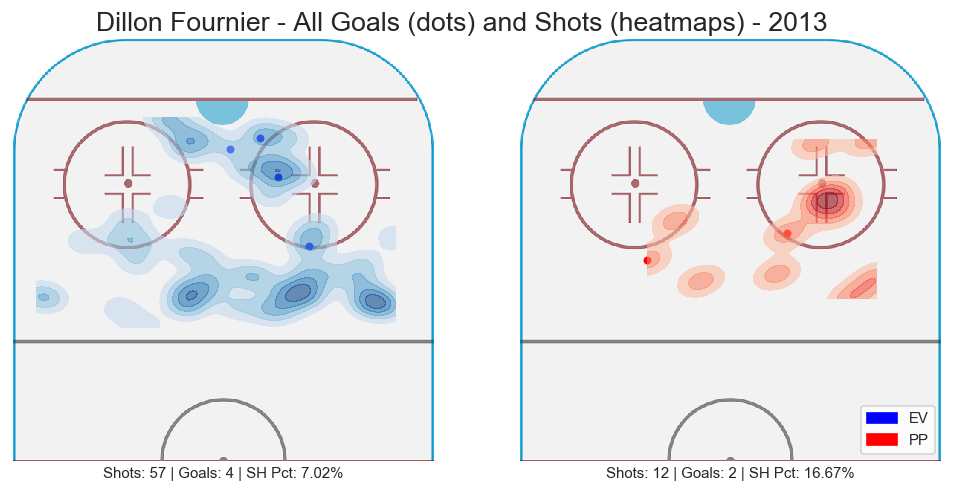 Dillon Fournier - All Goals (dots) and Shots (heatmaps) - 2013
EV
PP
Shots: 57 | Goals: 4 | SH Pct: 7.02%
Shots: 12 | Goals: 2 | SH Pct: 16.67%